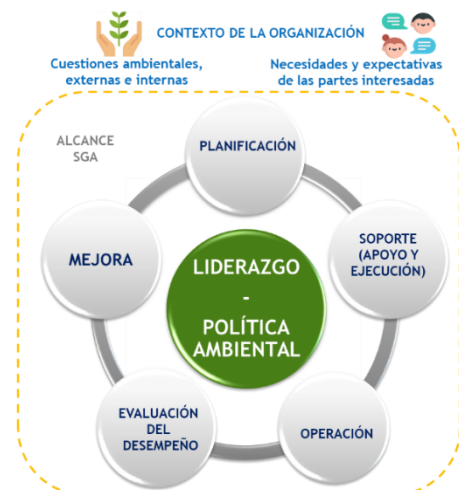 CONTEXTO DE LA ORGANIZACIÓN
Cuestiones ambientales,
externas e internas
Necesidades y expectativas
de las partes interesadas
ALCANCE
SGA
PLANIFICACIÓN
SOPORTE
(APOYO Y
EJECUCIÓN)
MEJORA
LIDERAZGO
-
POLÍTICA
AMBIENTAL
EVALUACIÓN
DEL
DESEMPEÑO
OPERACIÓN